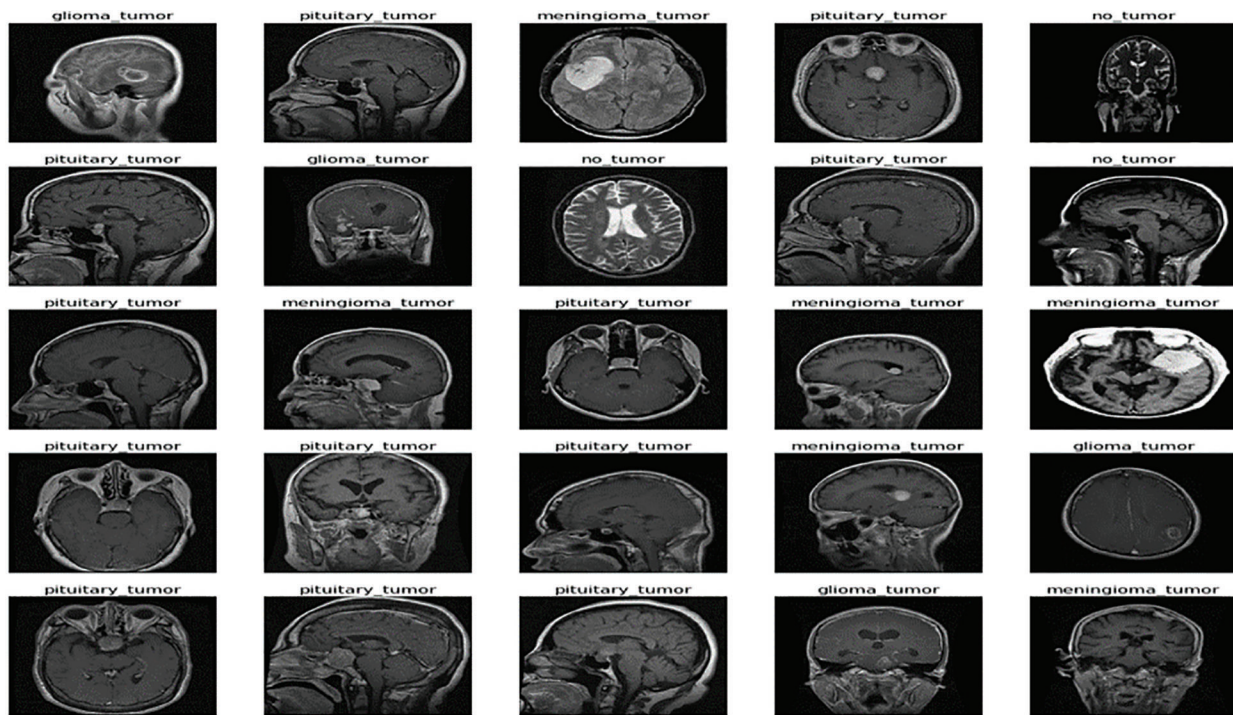 glioma_tumor pituitary_tumor meningioma_tumor pituitary_tumor no_tumor
pituitary_tumor glioma_tumor no_tumor pituitary_tumor no_tumor
pituitary_tumor meningioma_tumor pituitary_tumor meningioma_tumor meningioma_tumor
pituitary_tumor pituitary_tumor pituitary_tumor meningioma_tumor glioma_tumor
pituitary_tumor pituitary_tumor pituitary_tumor glioma_tumor meningioma_tumor